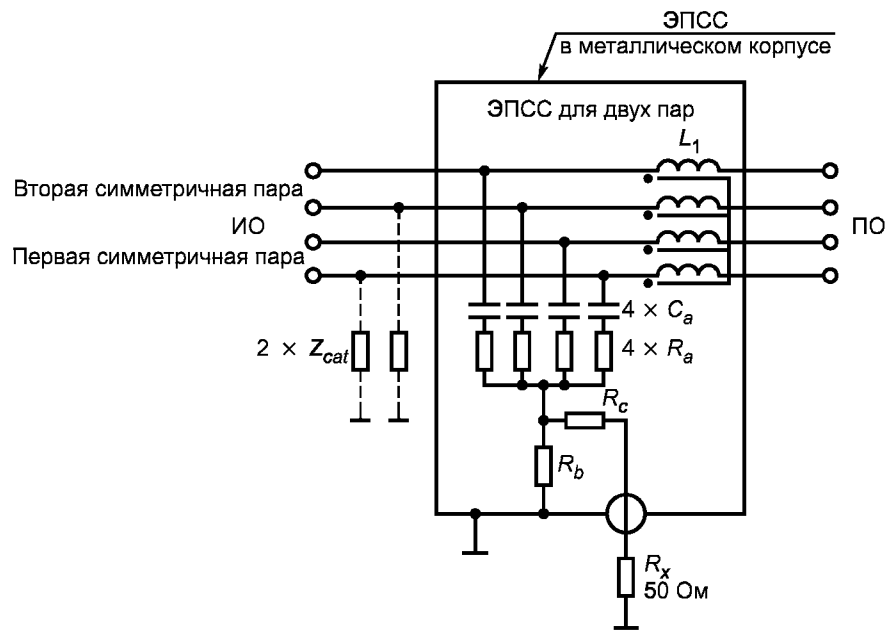 ЭПСС
в металлическом корпусе
ЭПСС для двух пар
L1
Вторая симметричная пара
ИО
ПО
Первая симметричная пара
4 × Ca
2 × Zcat
4 × Ra
Rc
Rb
Rx
50 Ом